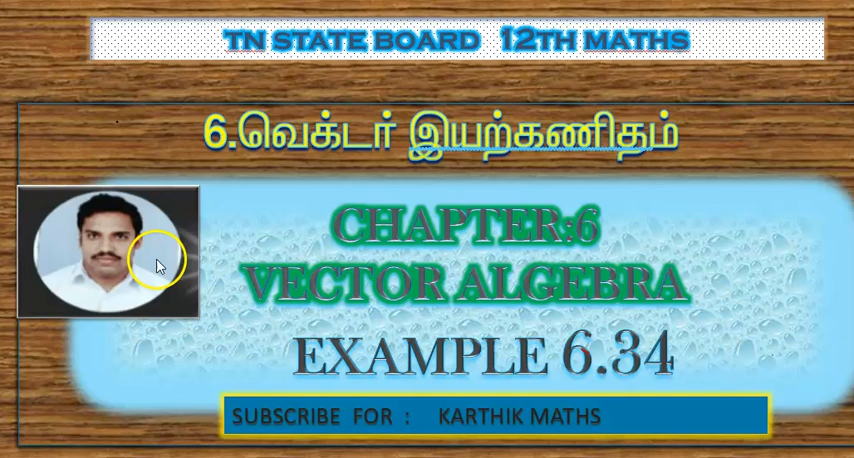 TN STATE BOARD 12TH MATHS
6.வெக்டர் இயற்கணிதம்
CHAPTER:6
VECTOR ALGEBRA
EXAMPLE 6.34
SUBSCRIBE FOR : KARTHIK MATHS